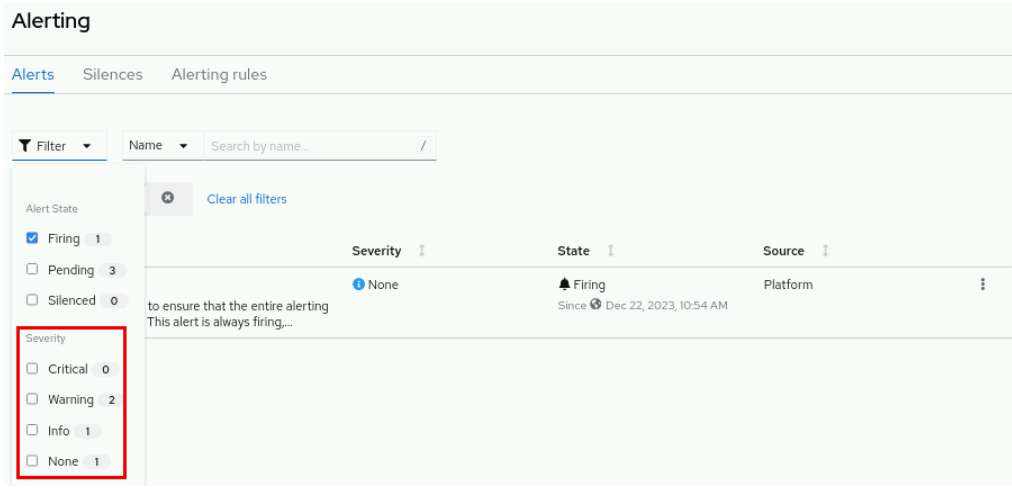 Alerting
Alerts Silences Alerting rules
Filter Name Search by name... /
Clear all filters
Alert State
Firing 1
Pending 3
Silenced 0
Severity
Critical 0
Warning 2
Info 1
None 1
Severity State Source
None Firing Platform
Since Dec 22, 2023, 10:54 AM
to ensure that the entire alerting
This alert is always firing,...